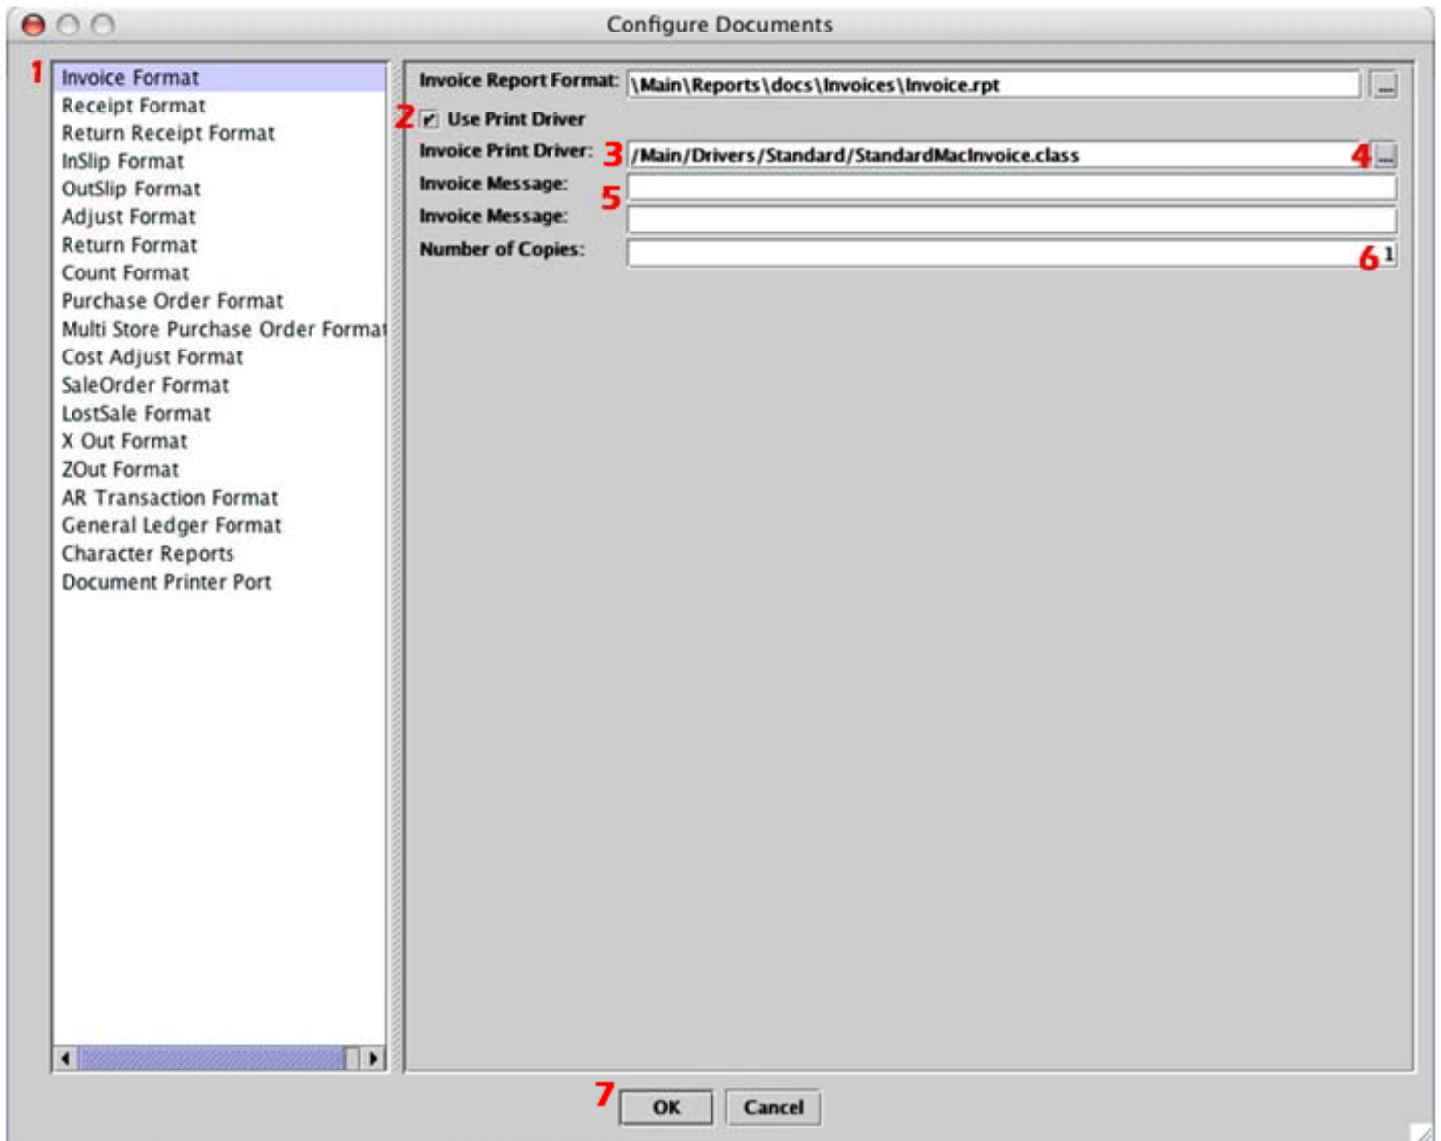 Configure Documents
1 Invoice Format
Receipt Format
Return Receipt Format
InSlip Format
OutSlip Format
Adjust Format
Return Format
Count Format
Purchase Order Format
Multi Store Purchase Order Format
Cost Adjust Format
SaleOrder Format
LostSale Format
X Out Format
ZOut Format
AR Transaction Format
General Ledger Format
Character Reports
Document Printer Port
Invoice Report Format: \Main\Reports\docs\Invoices\Invoice.rpt ...
2 Use Print Driver
Invoice Print Driver: 3 /Main/Drivers/Standard/StandardMacInvoice.class 4 ...
Invoice Message:
5
Invoice Message:
Number of Copies: 6 1
7 OK Cancel